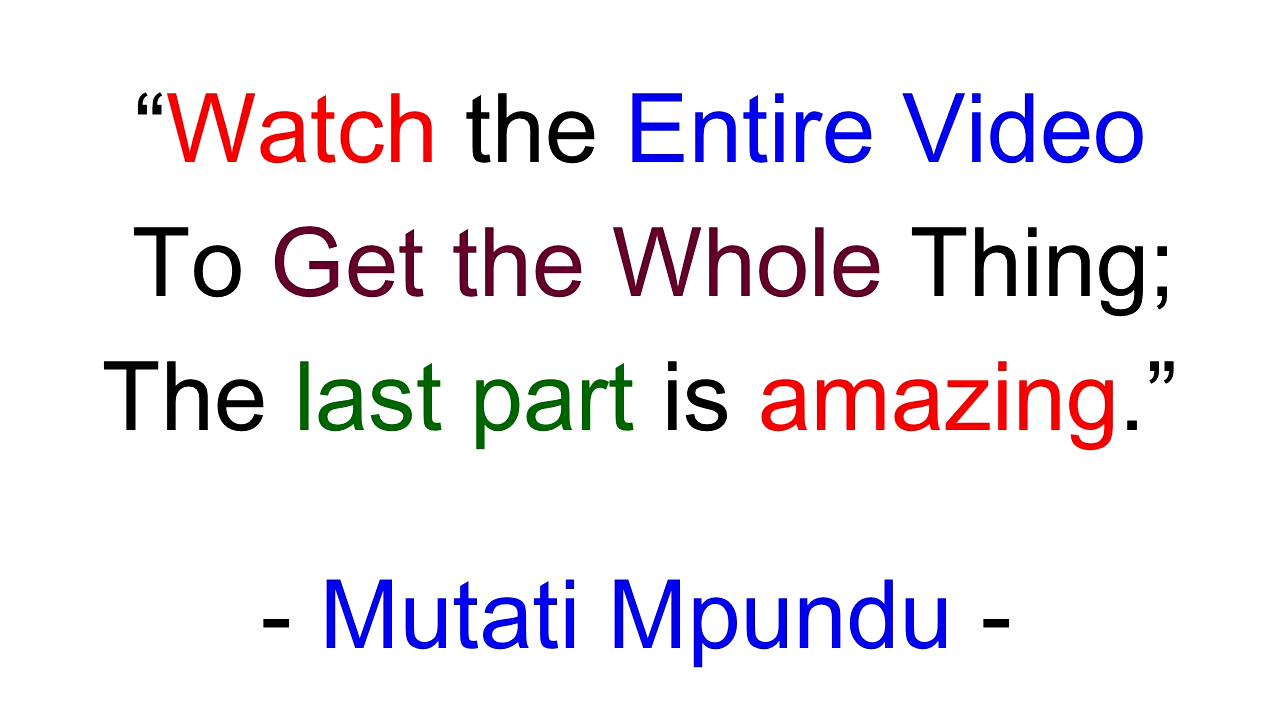 “Watch the Entire Video
To Get the Whole Thing;
The last part is amazing.”
- Mutati Mpundu -